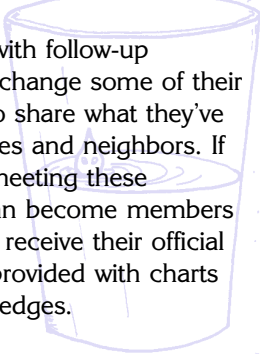 with follow-up
change some of their
o share what they've
es and neighbors. If
meeting these
n become members
receive their official
provided with charts
edges.